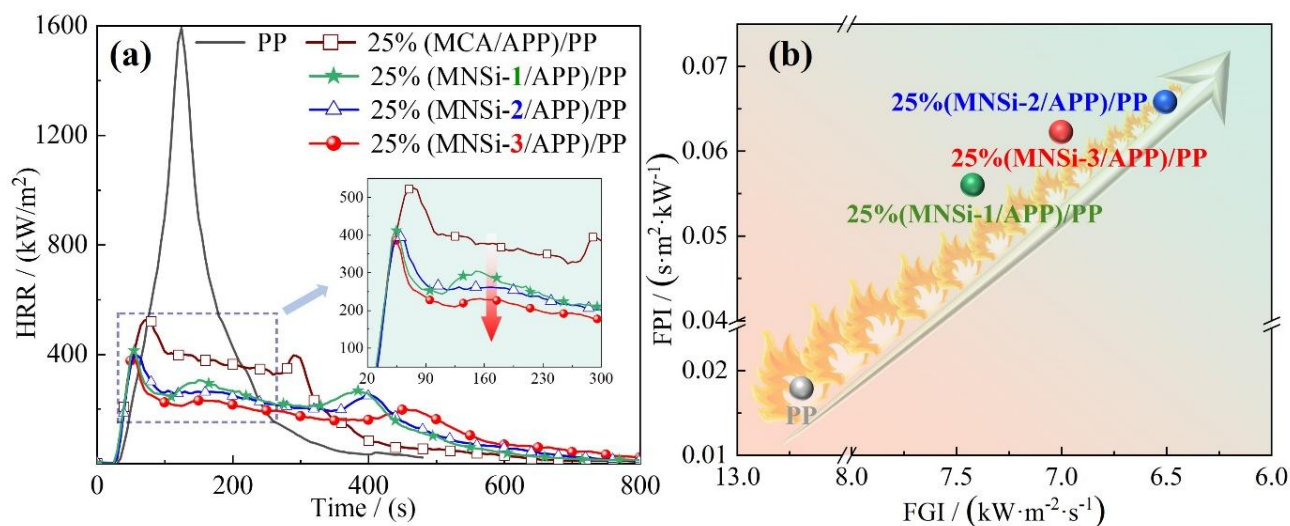 (a)
PP
25% (MCA/APP)/PP
25% (MNSi-1/APP)/PP
25% (MNSi-2/APP)/PP
25% (MNSi-3/APP)/PP
HRR / (kW/m²)
1600
1200
800
400
0 200 400 600 800
Time / (s)
500
400
300
200
100
20 90 160 230 300
(b)
FPI / (s·m²·kW⁻¹)
0.07
0.06
0.05
0.04
0.02
0.01
25%(MNSi-2/APP)/PP
25%(MNSi-3/APP)/PP
25%(MNSi-1/APP)/PP
PP
13.0 8.0 7.5 7.0 6.5 6.0
FGI / (kW·m⁻²·s⁻¹)